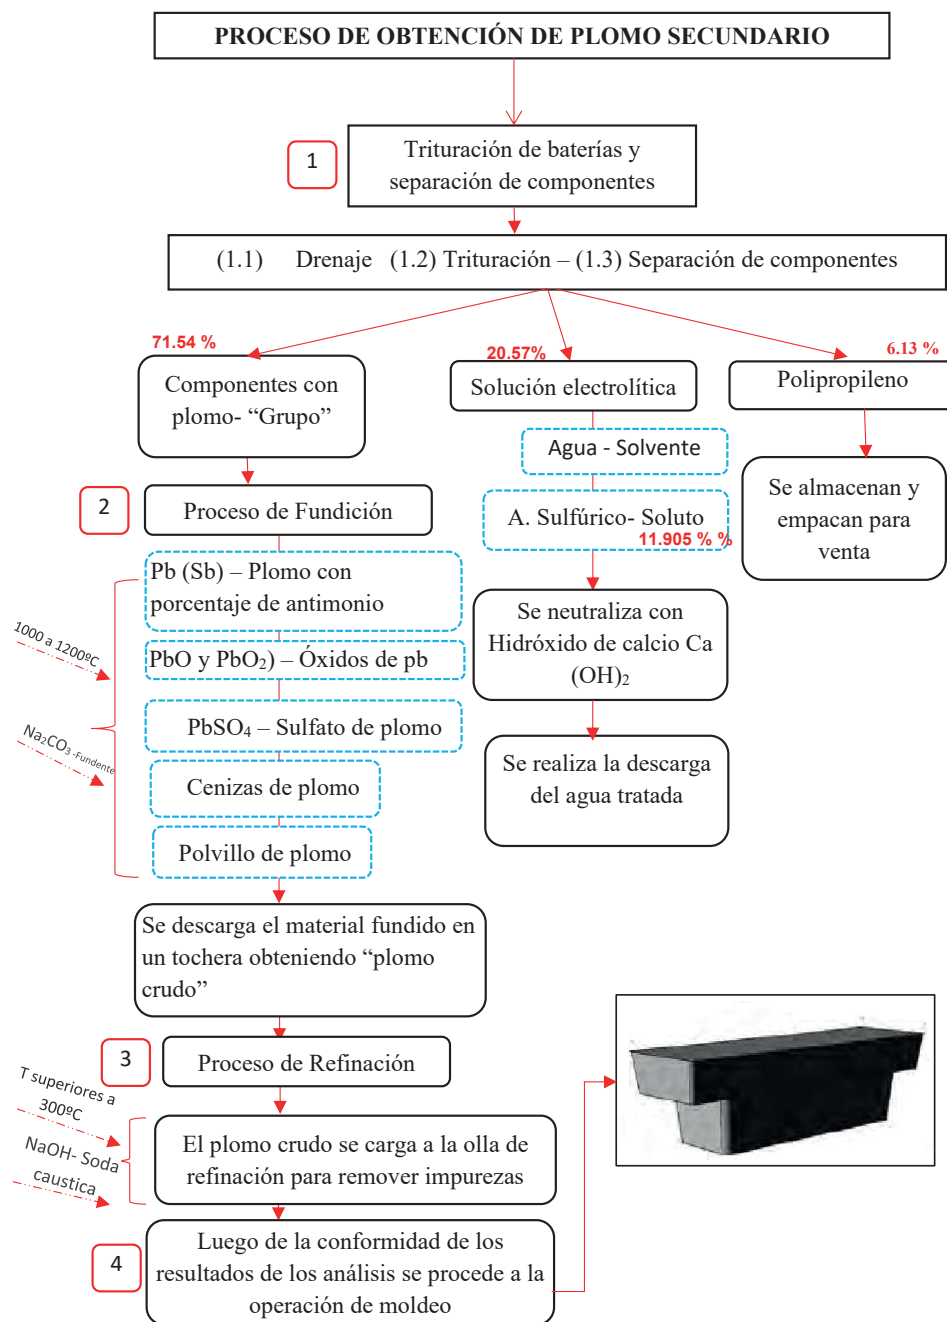 PROCESO DE OBTENCIÓN DE PLOMO SECUNDARIO
1
Trituración de baterías y
separación de componentes
(1.1) Drenaje (1.2) Trituración – (1.3) Separación de componentes
71.54 %
Componentes con
plomo- “Grupo”
20.57%
Solución electrolítica
6.13 %
Polipropileno
Agua - Solvente
A. Sulfúrico- Soluto
11.905 % %
Se almacenan y
empacan para
venta
2
Proceso de Fundición
Pb (Sb) – Plomo con
porcentaje de antimonio
PbO y PbO₂) – Óxidos de pb
PbSO₄ – Sulfato de plomo
Cenizas de plomo
Polvillo de plomo
1000 a 1200ºC
Na₂CO₃ -Fundente
Se neutraliza con
Hidróxido de calcio Ca
(OH)₂
Se realiza la descarga
del agua tratada
Se descarga el material fundido en
un tochera obteniendo “plomo
crudo”
3
Proceso de Refinación
T superiores a
300ºC
NaOH- Soda
caustica
El plomo crudo se carga a la olla de
refinación para remover impurezas
4
Luego de la conformidad de los
resultados de los análisis se procede a la
operación de moldeo